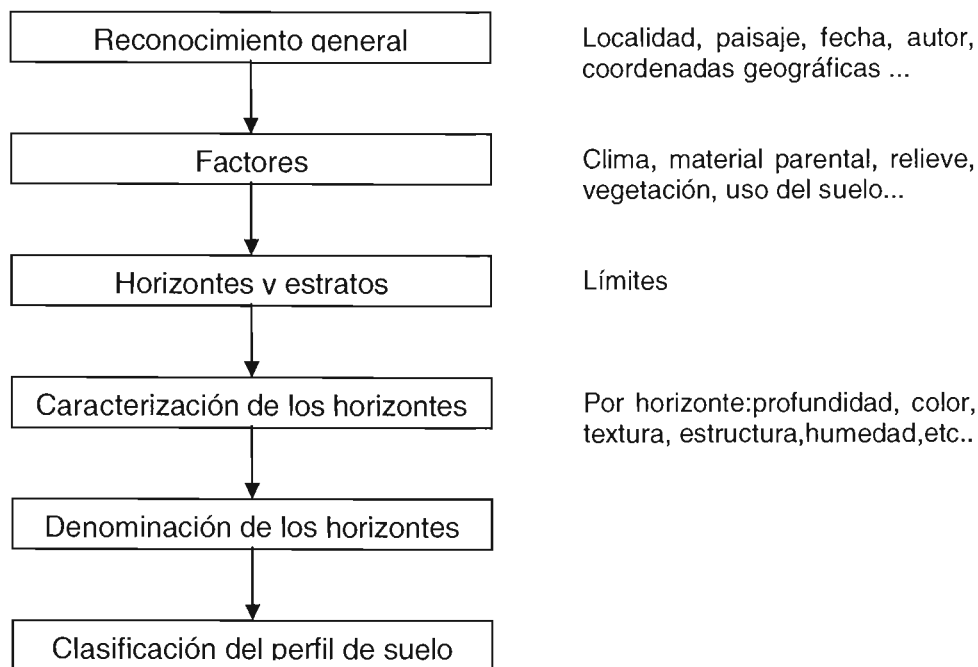 Reconocimiento general
Localidad, paisaje, fecha, autor,
coordenadas geográficas ...
Factores
Clima, material parental, relieve,
vegetación, uso del suelo...
Horizontes y estratos
Límites
Caracterización de los horizontes
Por horizonte:profundidad, color,
textura, estructura,humedad,etc..
Denominación de los horizontes
Clasificación del perfil de suelo